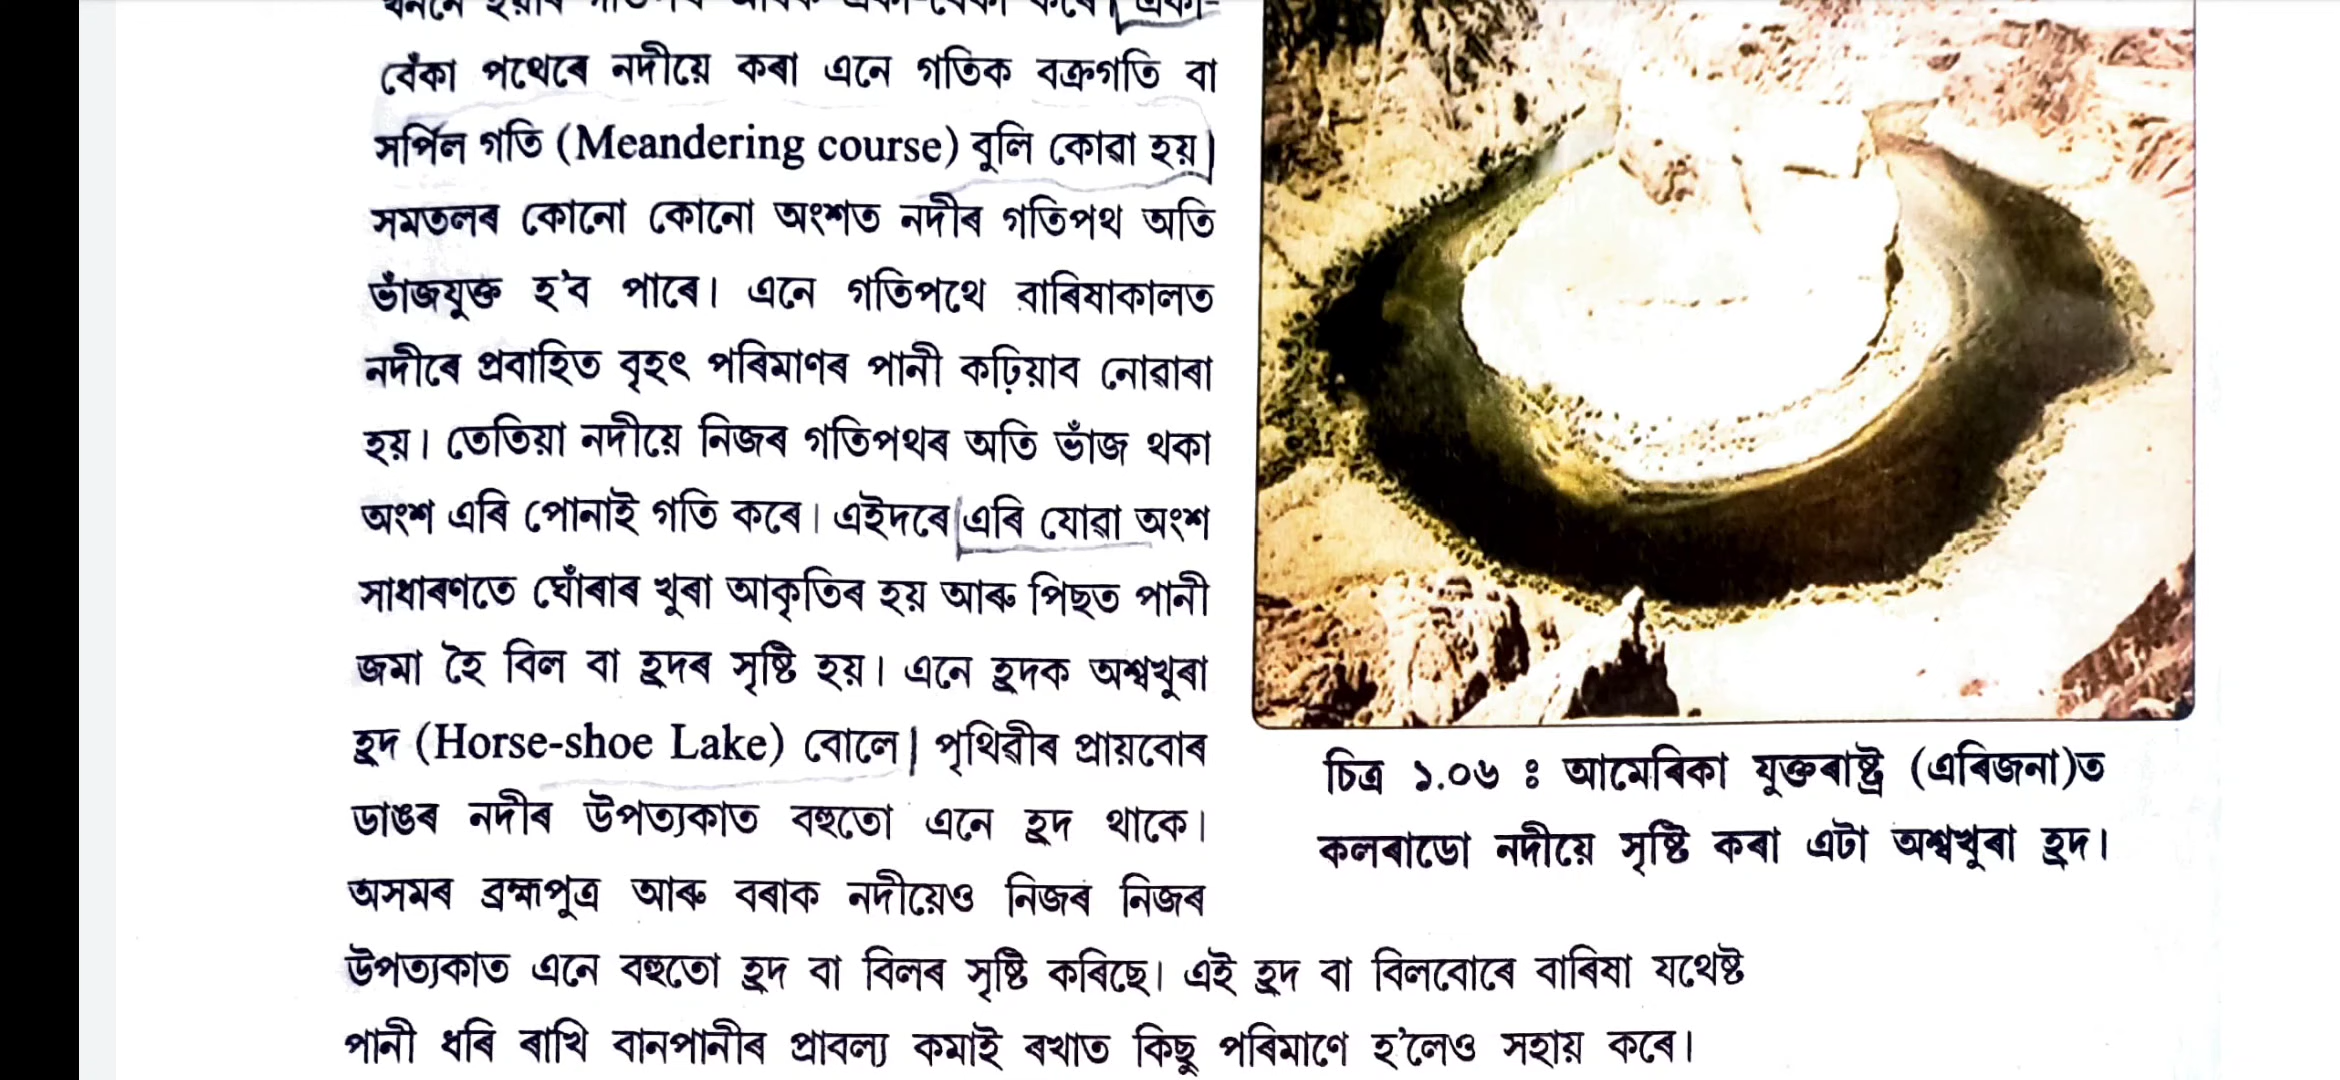 বেঁকা পথেৰে নদীয়ে কৰা এনে গতিক বক্ৰগতি বা
সৰ্পিল গতি (Meandering course) বুলি কোৱা হয়।
সমতলৰ কোনো কোনো অংশত নদীৰ গতিপথ অতি
ভাঁজযুক্ত হ'ব পাৰে। এনে গতিপথে বাৰিষাকালত
নদীৰে প্ৰবাহিত বৃহৎ পৰিমাণৰ পানী কঢ়িয়াব নোৱাৰা
হয়। তেতিয়া নদীয়ে নিজৰ গতিপথৰ অতি ভাঁজ থকা
অংশ এৰি পোনাই গতি কৰে। এইদৰে এৰি যোৱা অংশ
সাধাৰণতে ঘোঁৰাৰ খুৰা আকৃতিৰ হয় আৰু পিছত পানী
জমা হৈ বিল বা হ্ৰদৰ সৃষ্টি হয়। এনে হ্ৰদক অশ্বখুৰা
হ্ৰদ (Horse-shoe Lake) বোলে। পৃথিৱীৰ প্ৰায়বোৰ
ডাঙৰ নদীৰ উপত্যকাত বহুতো এনে হ্ৰদ থাকে।
অসমৰ ব্ৰহ্মপুত্ৰ আৰু বৰাক নদীয়েও নিজৰ নিজৰ
উপত্যকাত এনে বহুতো হ্ৰদ বা বিলৰ সৃষ্টি কৰিছে। এই হ্ৰদ বা বিলবোৰে বাৰিষা যথেষ্ট
পানী ধৰি ৰাখি বানপানীৰ প্ৰাবল্য কমাই ৰখাত কিছু পৰিমাণে হ'লেও সহায় কৰে।
চিত্ৰ ১.০৬ ঃ আমেৰিকা যুক্তৰাষ্ট্ৰ (এৰিজনা)ত
কলৰাডো নদীয়ে সৃষ্টি কৰা এটা অশ্বখুৰা হ্ৰদ।